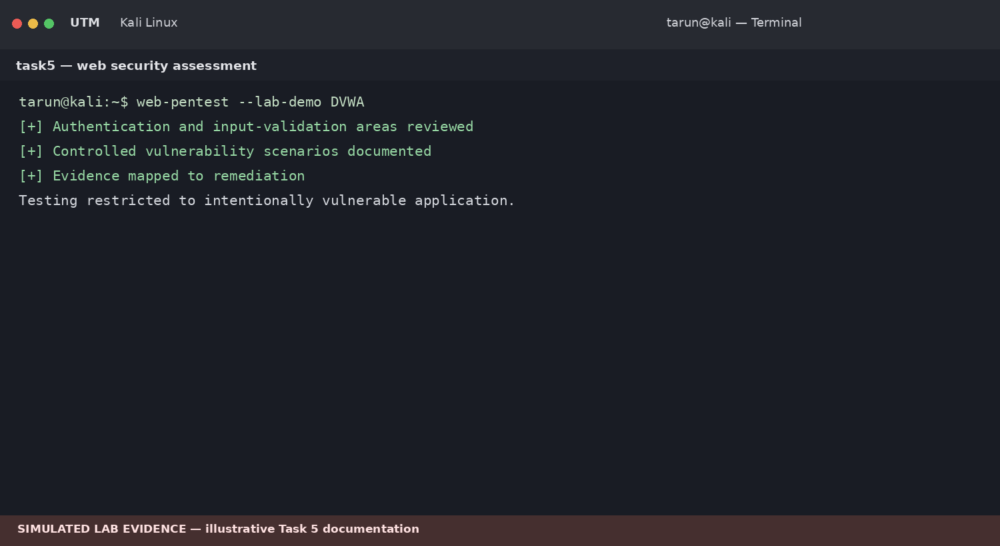 UTM Kali Linux tarun@kali — Terminal
task5 — web security assessment
tarun@kali:~$ web-pentest --lab-demo DVWA
[+] Authentication and input-validation areas reviewed
[+] Controlled vulnerability scenarios documented
[+] Evidence mapped to remediation
Testing restricted to intentionally vulnerable application.
SIMULATED LAB EVIDENCE — illustrative Task 5 documentation